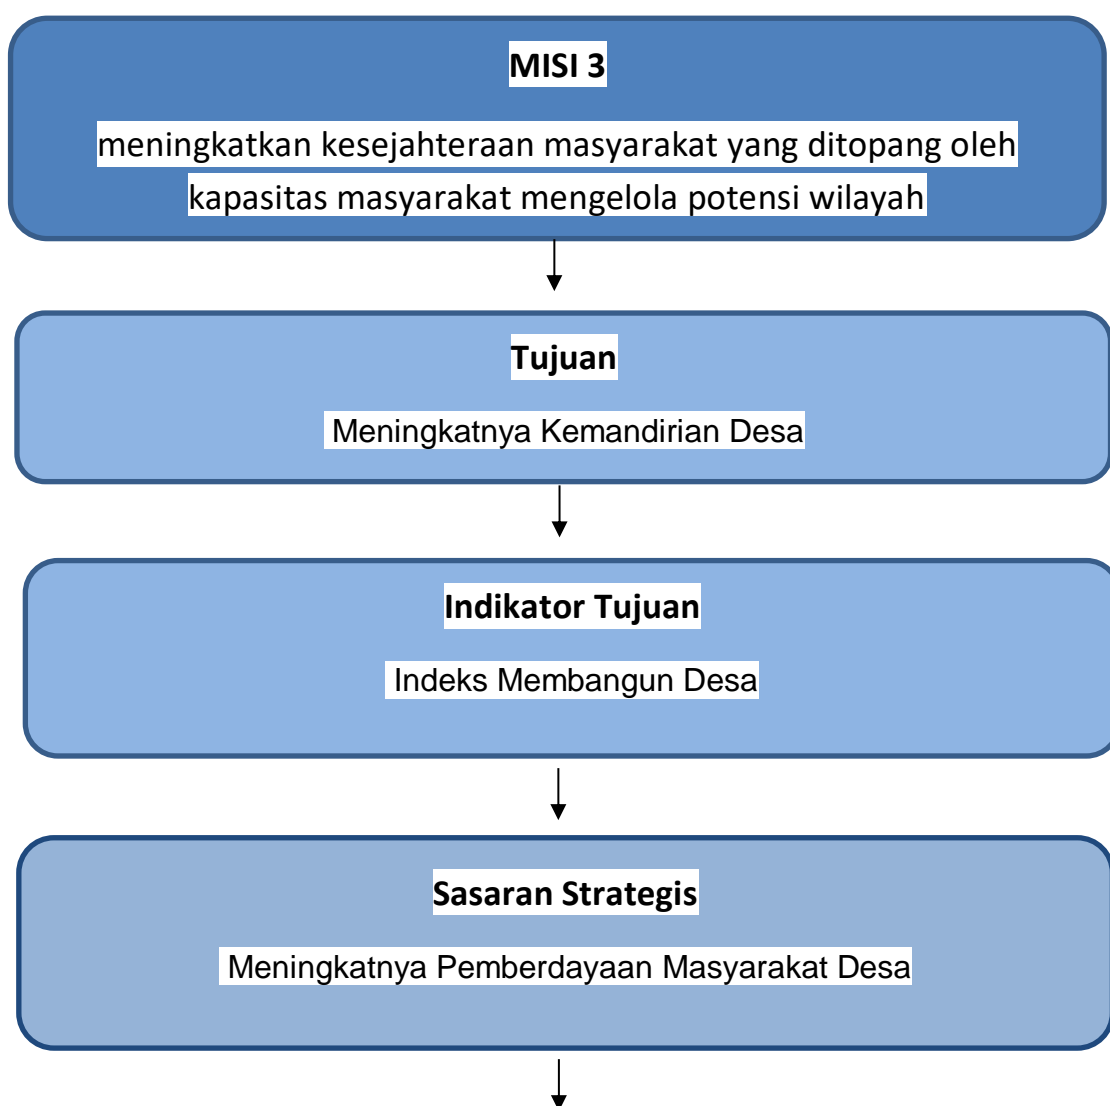 MISI 3
meningkatkan kesejahteraan masyarakat yang ditopang oleh
kapasitas masyarakat mengelola potensi wilayah
Tujuan
Meningkatnya Kemandirian Desa
Indikator Tujuan
Indeks Membangun Desa
Sasaran Strategis
Meningkatnya Pemberdayaan Masyarakat Desa